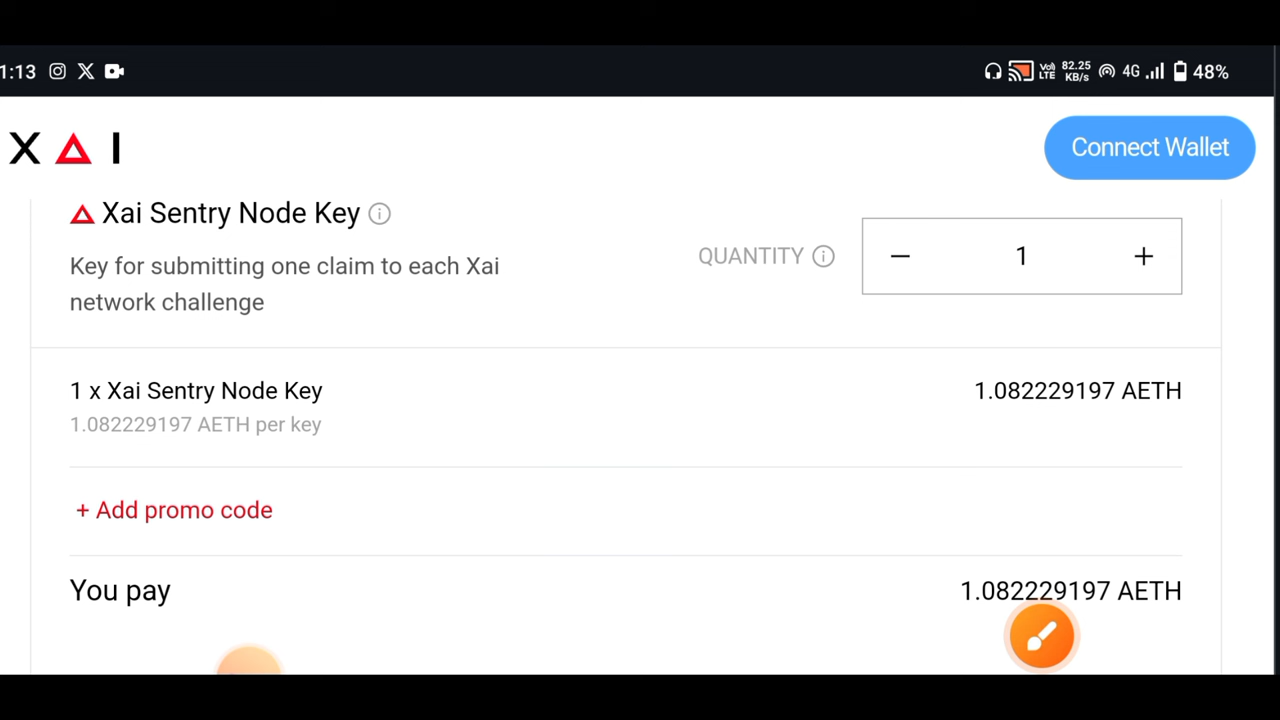 1:13
82.25 KB/s
Vo) LTE
4G
48%
X A I
Connect Wallet
Xai Sentry Node Key
QUANTITY
1
Key for submitting one claim to each Xai
network challenge
1 x Xai Sentry Node Key
1.082229197 AETH
1.082229197 AETH per key
+ Add promo code
You pay
1.082229197 AETH